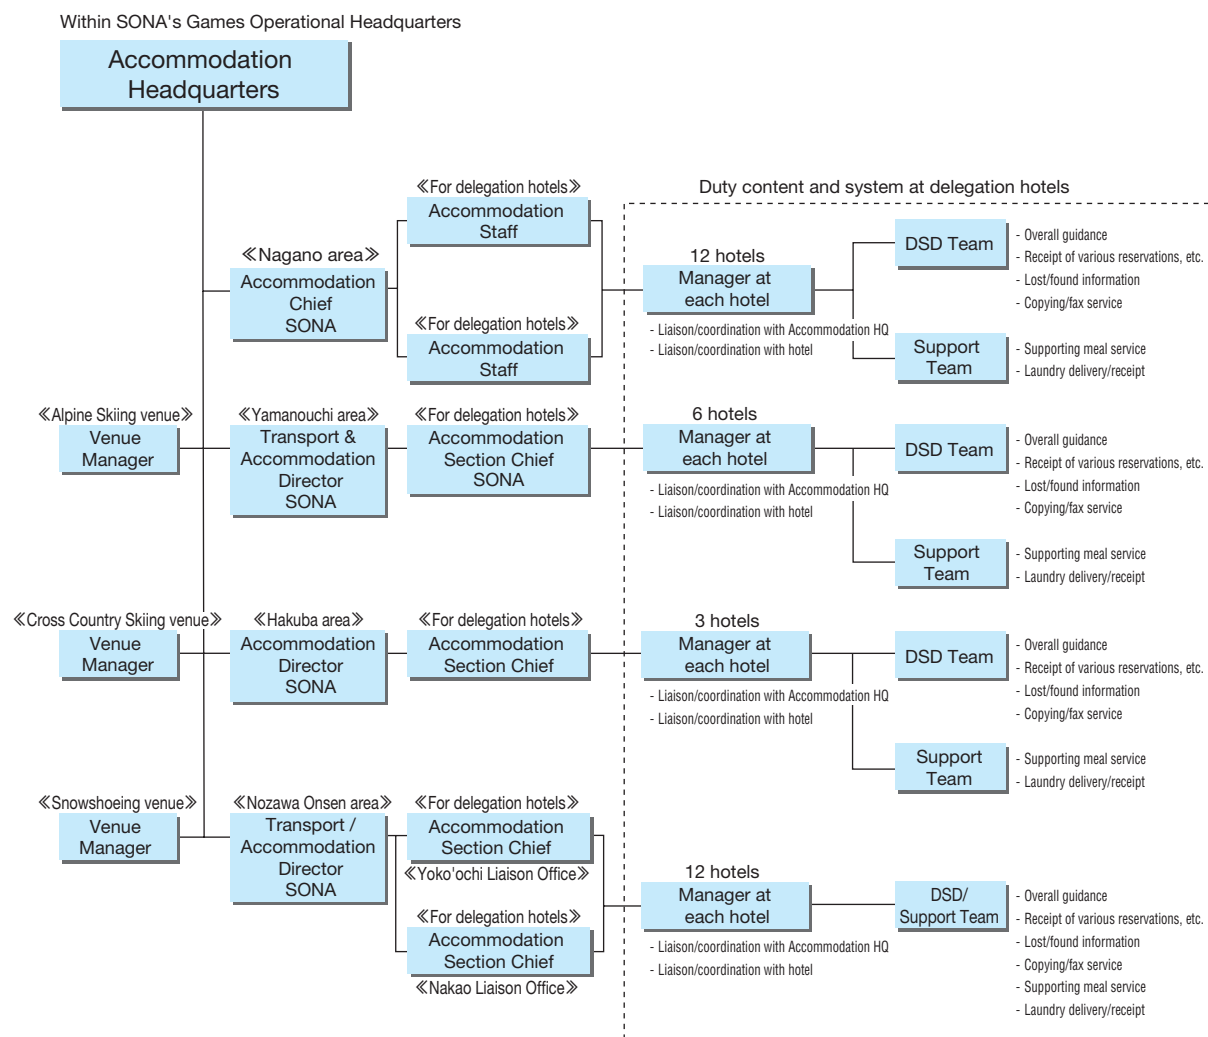 Within SONA's Games Operational Headquarters
Accommodation
Headquarters
Duty content and system at delegation hotels
≪Nagano area≫
Accommodation
Chief
SONA
≪For delegation hotels≫
Accommodation
Staff
≪For delegation hotels≫
Accommodation
Staff
12 hotels
Manager at
each hotel
- Liaison/coordination with Accommodation HQ
- Liaison/coordination with hotel
DSD Team
- Overall guidance
- Receipt of various reservations, etc.
- Lost/found information
- Copying/fax service
Support
Team
- Supporting meal service
- Laundry delivery/receipt
≪Alpine Skiing venue≫
Venue
Manager
≪Yamanouchi area≫
Transport &
Accommodation
Director
SONA
≪For delegation hotels≫
Accommodation
Section Chief
SONA
6 hotels
Manager at
each hotel
- Liaison/coordination with Accommodation HQ
- Liaison/coordination with hotel
DSD Team
- Overall guidance
- Receipt of various reservations, etc.
- Lost/found information
- Copying/fax service
Support
Team
- Supporting meal service
- Laundry delivery/receipt
≪Cross Country Skiing venue≫
Venue
Manager
≪Hakuba area≫
Accommodation
Director
SONA
≪For delegation hotels≫
Accommodation
Section Chief
3 hotels
Manager at
each hotel
- Liaison/coordination with Accommodation HQ
- Liaison/coordination with hotel
DSD Team
- Overall guidance
- Receipt of various reservations, etc.
- Lost/found information
- Copying/fax service
Support
Team
- Supporting meal service
- Laundry delivery/receipt
≪Snowshoeing venue≫
Venue
Manager
≪Nozawa Onsen area≫
Transport /
Accommodation
Director
SONA
≪For delegation hotels≫
Accommodation
Section Chief
≪Yoko'ochi Liaison Office≫
≪For delegation hotels≫
Accommodation
Section Chief
≪Nakao Liaison Office≫
12 hotels
Manager at
each hotel
- Liaison/coordination with Accommodation HQ
- Liaison/coordination with hotel
DSD/
Support Team
- Overall guidance
- Receipt of various reservations, etc.
- Lost/found information
- Copying/fax service
- Supporting meal service
- Laundry delivery/receipt